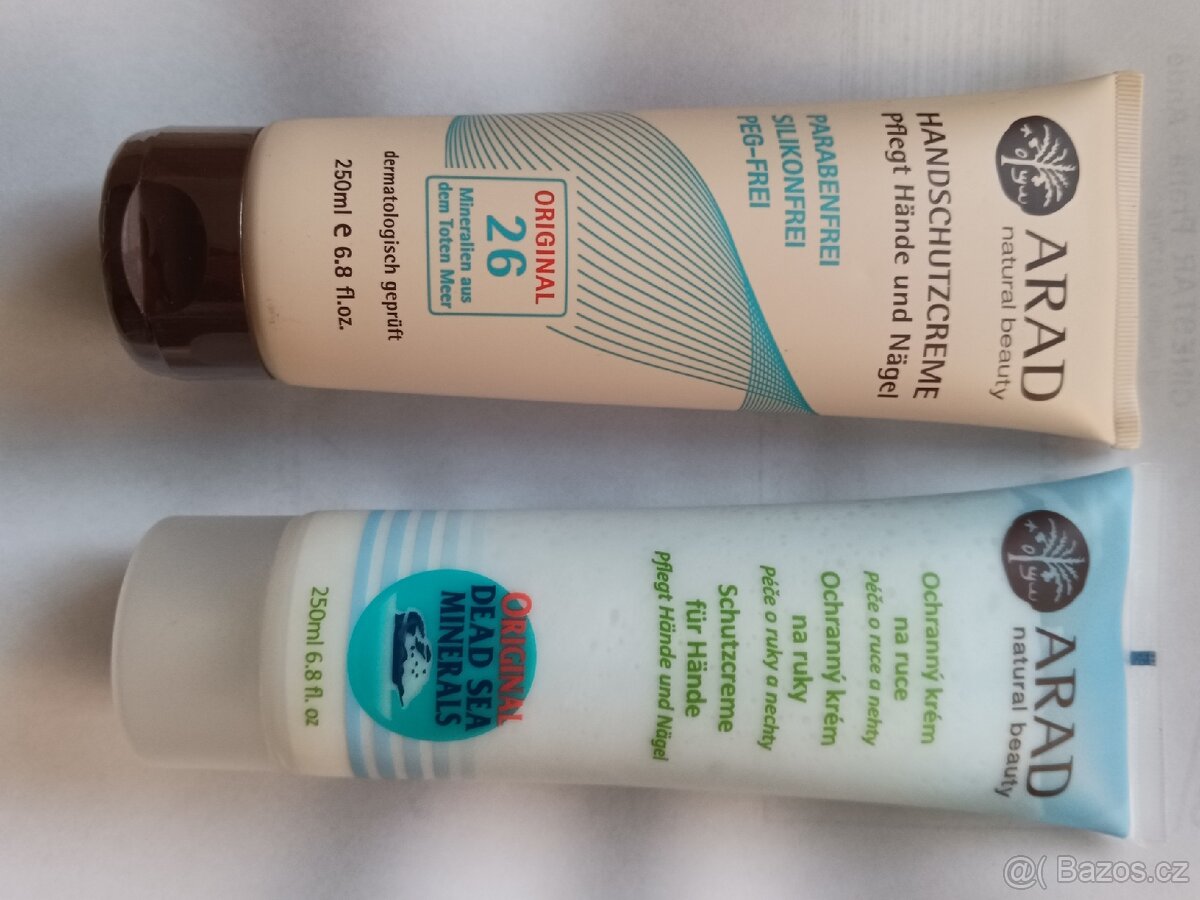 ARAD
natural beauty
HANDSCHUTZCREME
Pflegt Hände und Nägel
PARABENFREI
SILIKONFREI
PEG-FREI
ORIGINAL
26
Mineralien aus
dem Toten Meer
dermatologisch geprüft
250ml e 6.8 fl.oz.
ARAD
natural beauty
Ochranný krém
na ruce
Péče o ruce a nehty
Ochranný krém
na ruky
Péče o ruky a nechty
Schutzcreme
für Hände
Pflegt Hände und Nägel
ORIGINAL
DEAD SEA
MINERALS
250ml 6.8 fl. oz
@( Bazos.cz